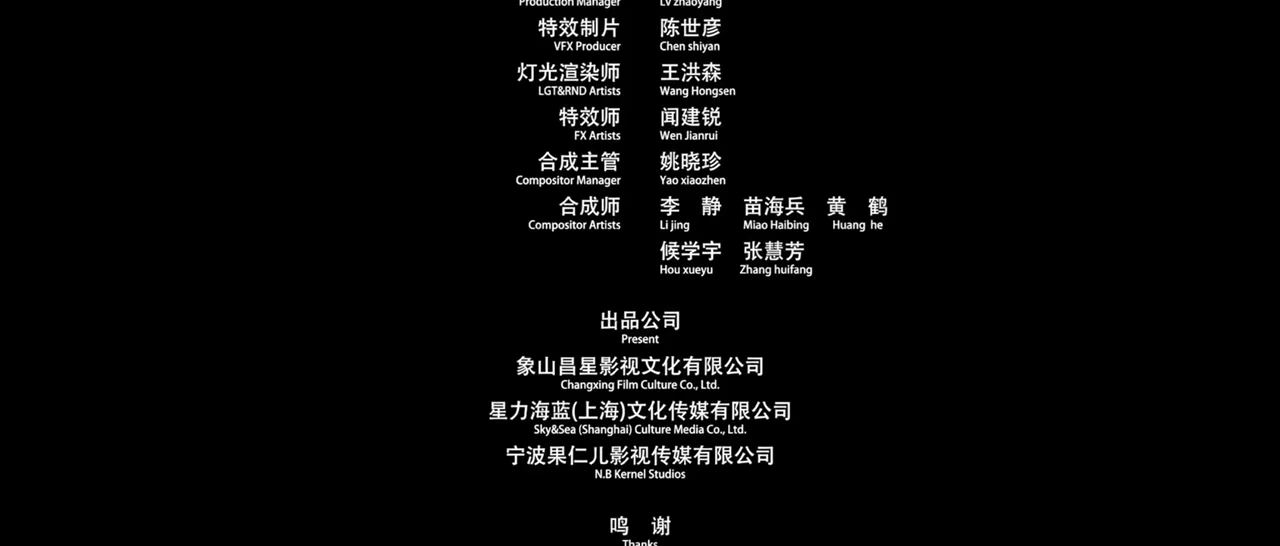 Production Manager Lv zhaoyang
特效制片 陈世彦
VFX Producer Chen shiyan
灯光渲染师 王洪森
LGT&RND Artists Wang Hongsen
特效师 闻建锐
FX Artists Wen Jianrui
合成主管 姚晓珍
Compositor Manager Yao xiaozhen
合成师 李　静 苗海兵 黄　鹤
Compositor Artists Li jing Miao Haibing Huang he
候学宇 张慧芳
Hou xueyu Zhang huifang
出品公司
Present
象山昌星影视文化有限公司
Changxing Film Culture Co., Ltd.
星力海蓝(上海)文化传媒有限公司
Sky&Sea (Shanghai) Culture Media Co., Ltd.
宁波果仁儿影视传媒有限公司
N.B Kernel Studios
鸣　谢
Thanks